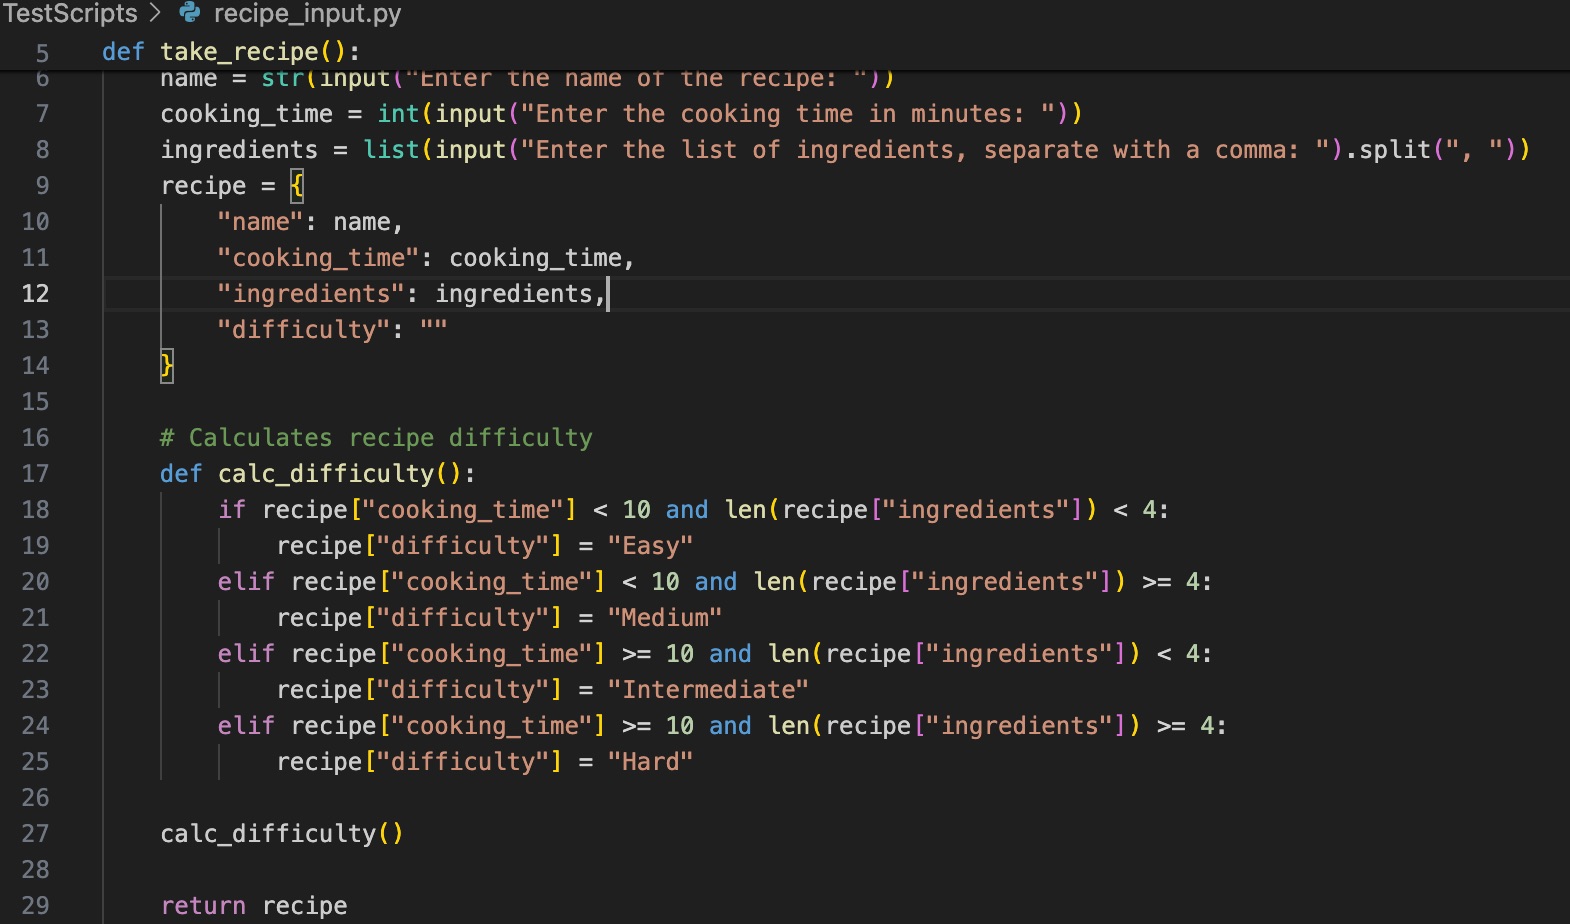 TestScripts > recipe_input.py
5 def take_recipe():
6     name = str(input("Enter the name of the recipe: "))
7     cooking_time = int(input("Enter the cooking time in minutes: "))
8     ingredients = list(input("Enter the list of ingredients, separate with a comma: ").split(", "))
9     recipe = {
10         "name": name,
11         "cooking_time": cooking_time,
12         "ingredients": ingredients,
13         "difficulty": ""
14     }
15
16     # Calculates recipe difficulty
17     def calc_difficulty():
18         if recipe["cooking_time"] < 10 and len(recipe["ingredients"]) < 4:
19             recipe["difficulty"] = "Easy"
20         elif recipe["cooking_time"] < 10 and len(recipe["ingredients"]) >= 4:
21             recipe["difficulty"] = "Medium"
22         elif recipe["cooking_time"] >= 10 and len(recipe["ingredients"]) < 4:
23             recipe["difficulty"] = "Intermediate"
24         elif recipe["cooking_time"] >= 10 and len(recipe["ingredients"]) >= 4:
25             recipe["difficulty"] = "Hard"
26
27     calc_difficulty()
28
29     return recipe